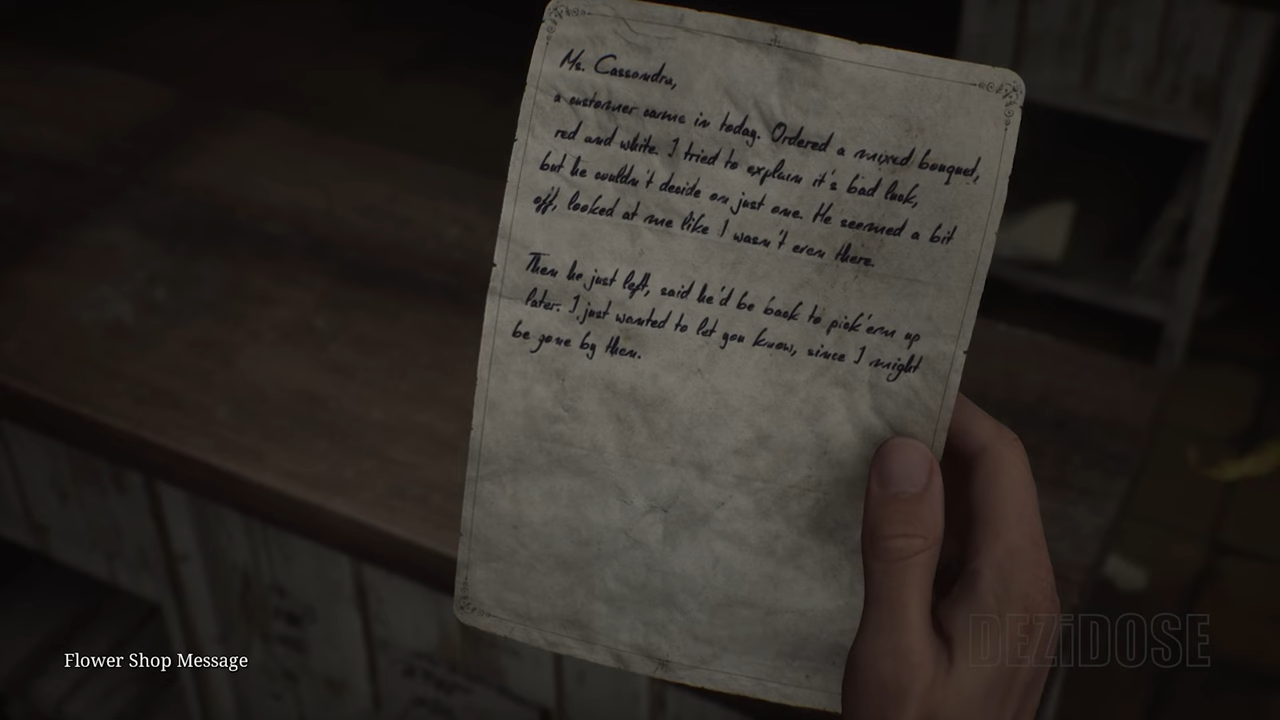 Ms. Cassandra,
a customer came in today. Ordered a mixed bouquet,
red and white. I tried to explain it's bad luck,
but he couldn't decide on just one. He seemed a bit
off, looked at me like I wasn't even there.
Then he just left, said he'd be back to pick'em up
later. I just wanted to let you know, since I might
be gone by then.
Flower Shop Message
DEZiDOSE